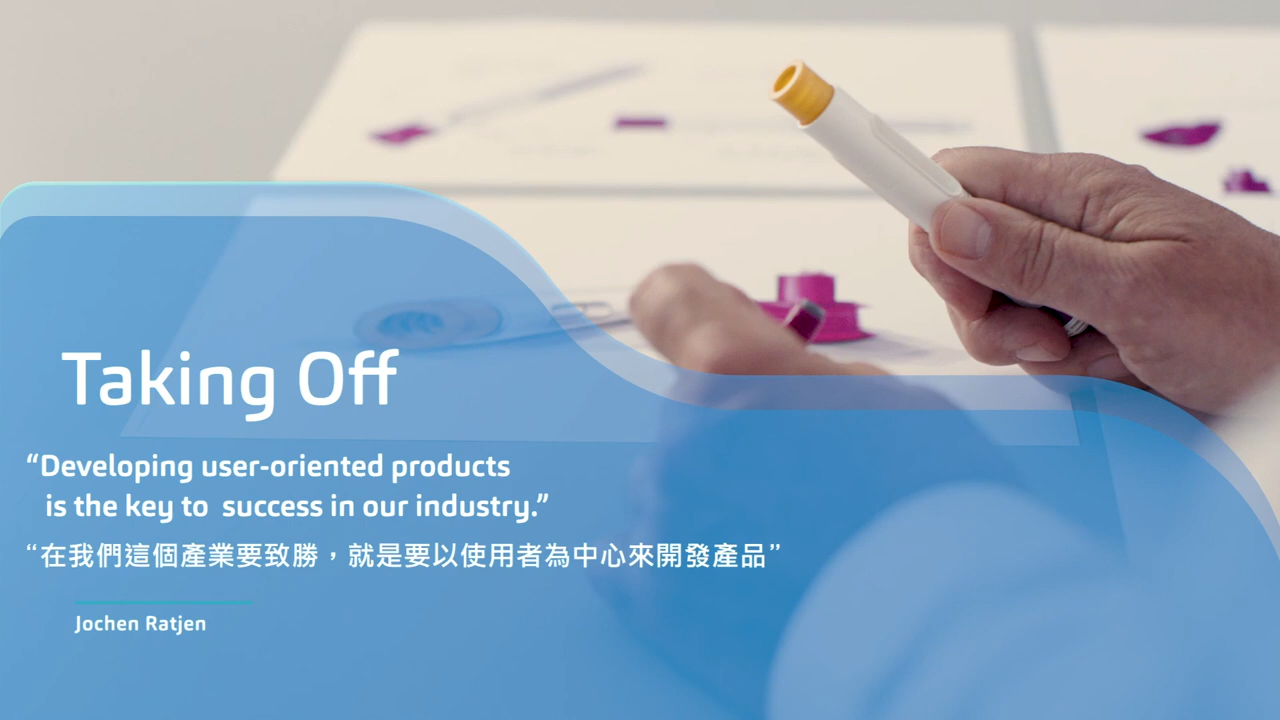 Taking Off
“Developing user-oriented products
is the key to success in our industry.”
“在我們這個產業要致勝，就是要以使用者為中心來開發產品”
Jochen Ratjen